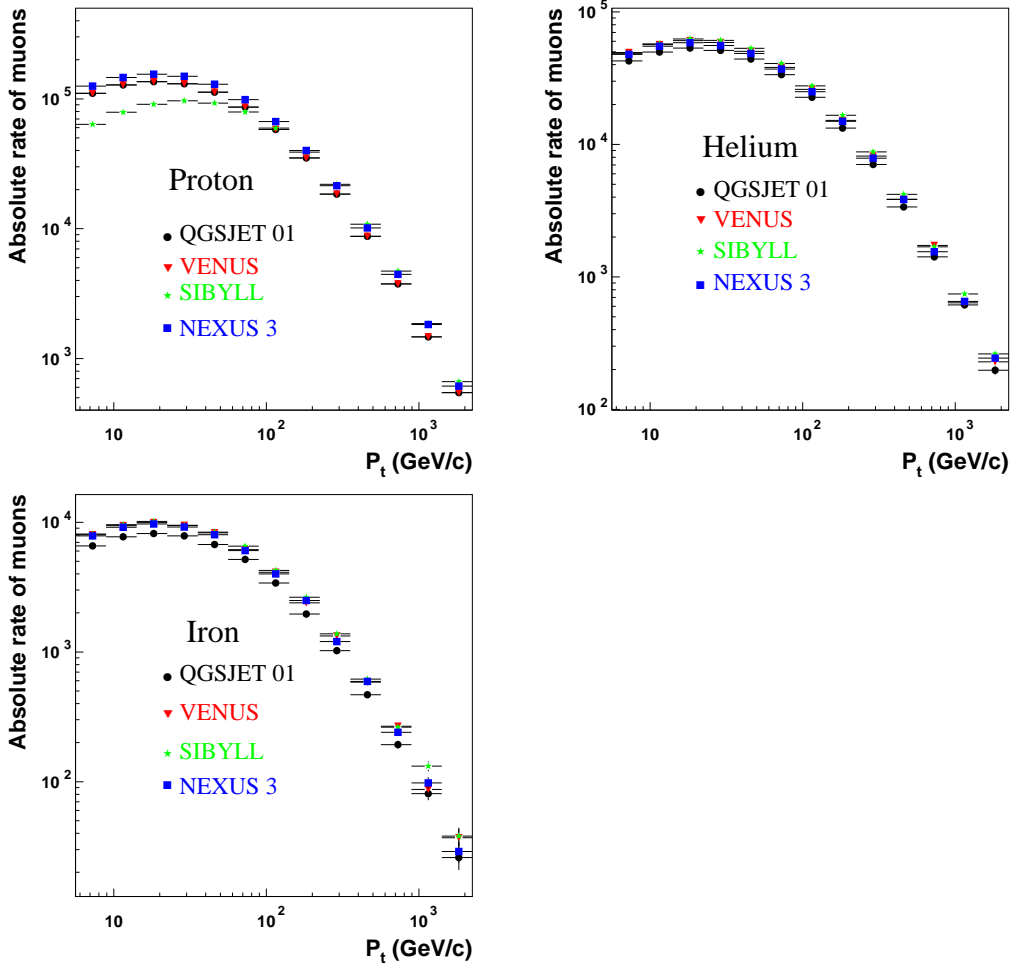 Absolute rate of muons
10^5
10^4
10^3
Proton
QGSJET 01
VENUS
SIBYLL
NEXUS 3
10
10^2
10^3
P_t (GeV/c)
Absolute rate of muons
10^5
10^4
10^3
10^2
Helium
QGSJET 01
VENUS
SIBYLL
NEXUS 3
10
10^2
10^3
P_t (GeV/c)
Absolute rate of muons
10^4
10^3
10^2
Iron
QGSJET 01
VENUS
SIBYLL
NEXUS 3
10
10^2
10^3
P_t (GeV/c)